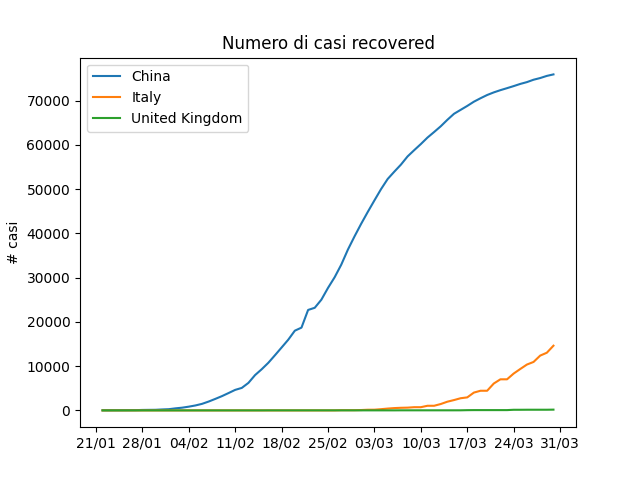 Numero di casi recovered
China
Italy
United Kingdom
# casi
70000
60000
50000
40000
30000
20000
10000
0
21/01 28/01 04/02 11/02 18/02 25/02 03/03 10/03 17/03 24/03 31/03